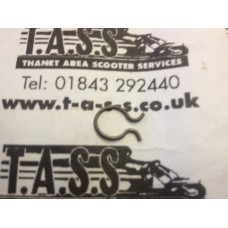 T.A.S.S
THANET AREA SCOOTER SERVICES
Tel: 01843 292440
www.t-a-s-s.co.uk
T.A.S.S